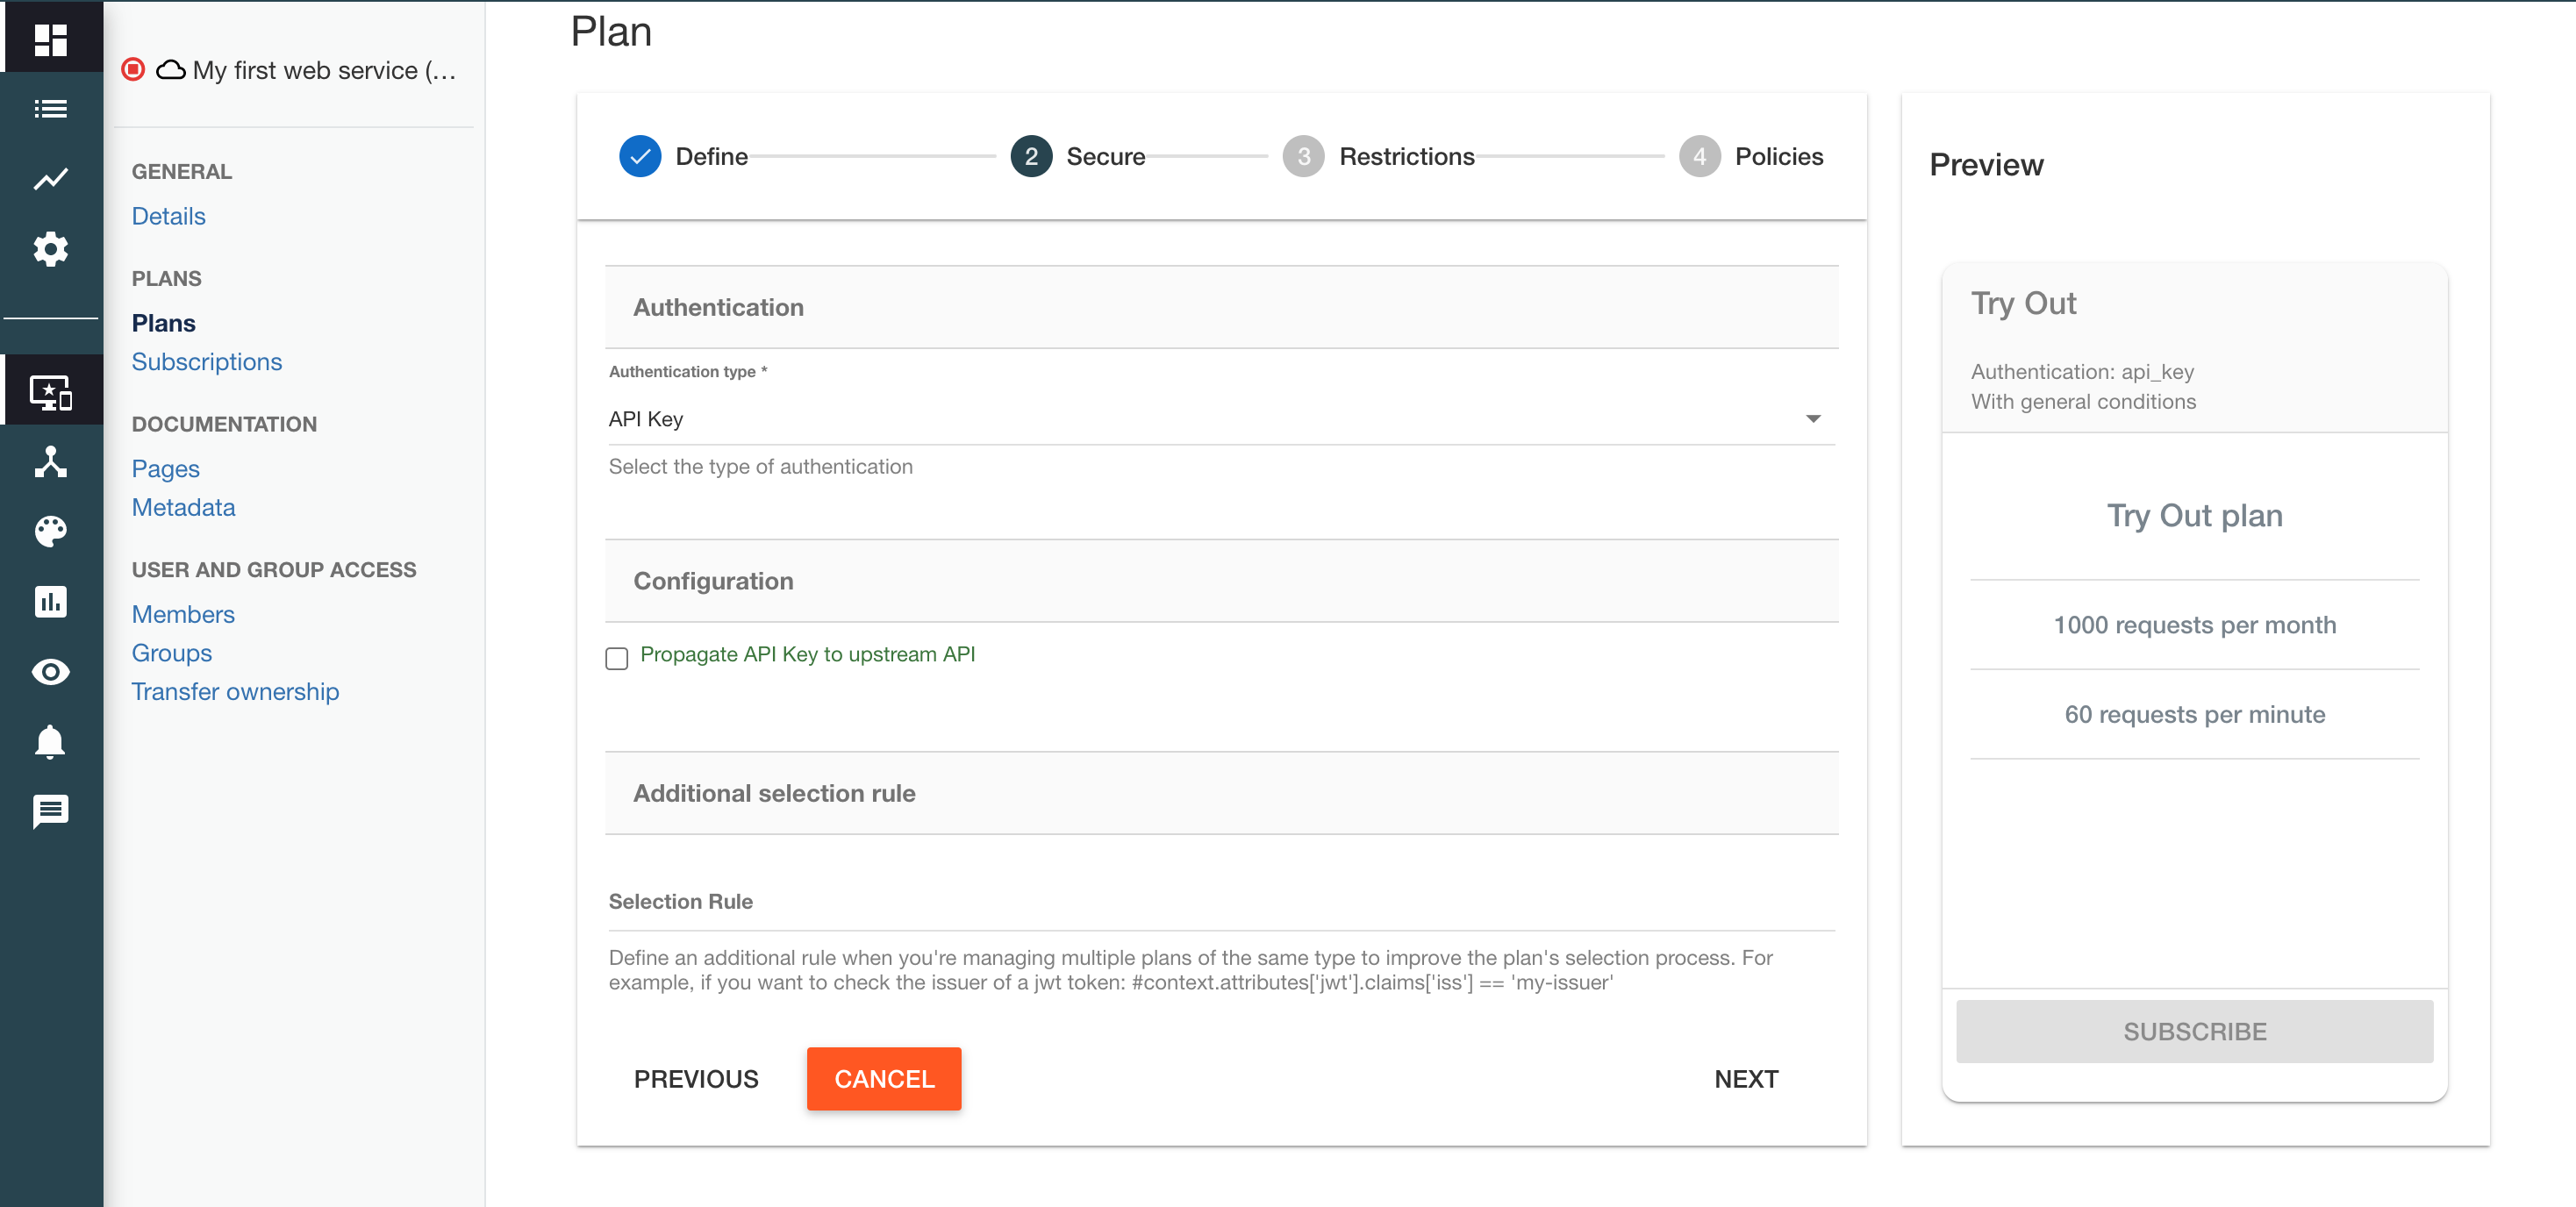 Plan
My first web service (...
GENERAL
Details
PLANS
Plans
Subscriptions
DOCUMENTATION
Pages
Metadata
USER AND GROUP ACCESS
Members
Groups
Transfer ownership
Define
2 Secure
3 Restrictions
4 Policies
Authentication
Authentication type *
API Key
Select the type of authentication
Configuration
Propagate API Key to upstream API
Additional selection rule
Selection Rule
Define an additional rule when you're managing multiple plans of the same type to improve the plan's selection process. For
example, if you want to check the issuer of a jwt token: #context.attributes['jwt'].claims['iss'] == 'my-issuer'
PREVIOUS
CANCEL
NEXT
Preview
Try Out
Authentication: api_key
With general conditions
Try Out plan
1000 requests per month
60 requests per minute
SUBSCRIBE